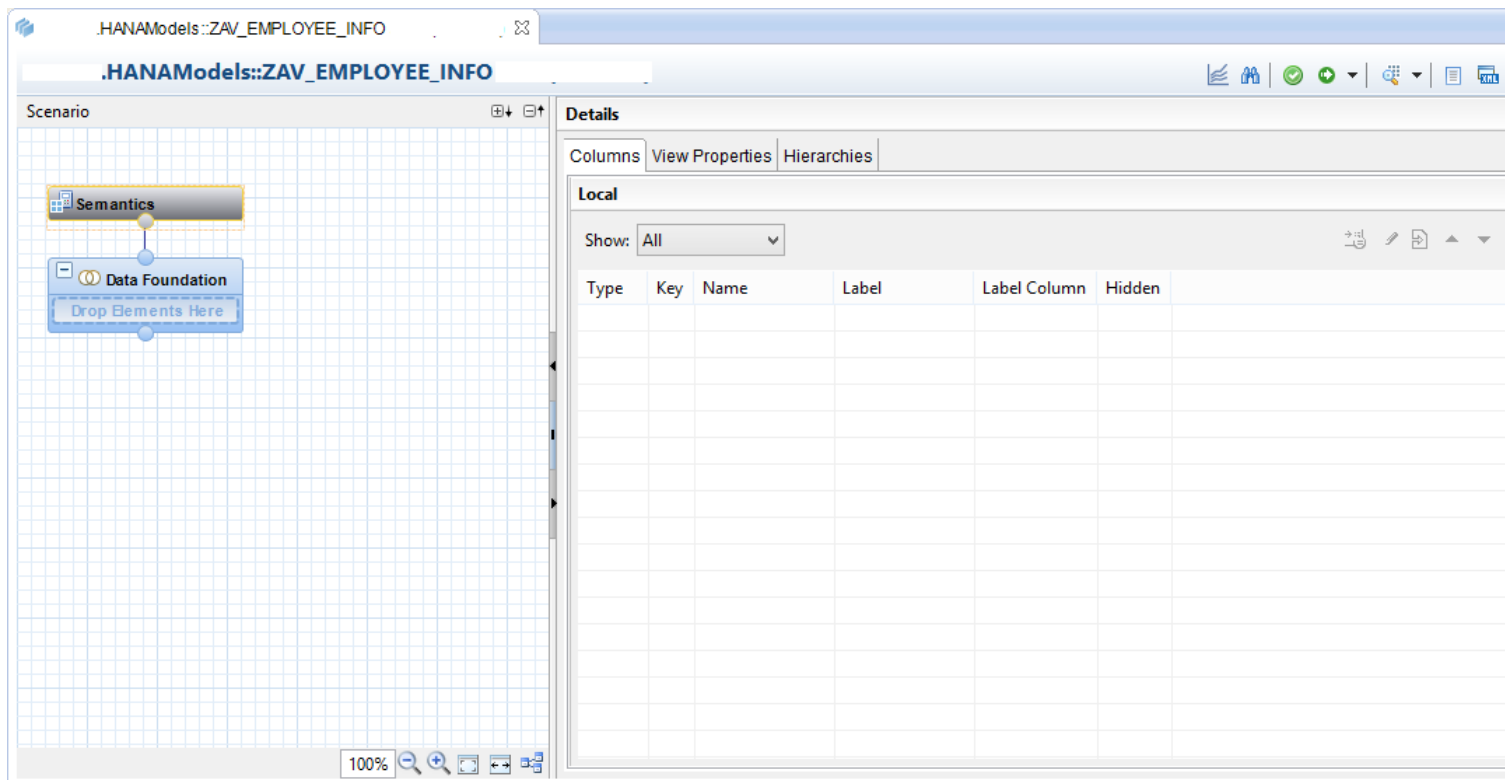 .HANAModels::ZAV_EMPLOYEE_INFO
.HANAModels::ZAV_EMPLOYEE_INFO
Scenario
Details
Columns View Properties Hierarchies
Local
Semantics
Show: All
Data Foundation
Drop Elements Here
Type Key Name Label Label Column Hidden
100%